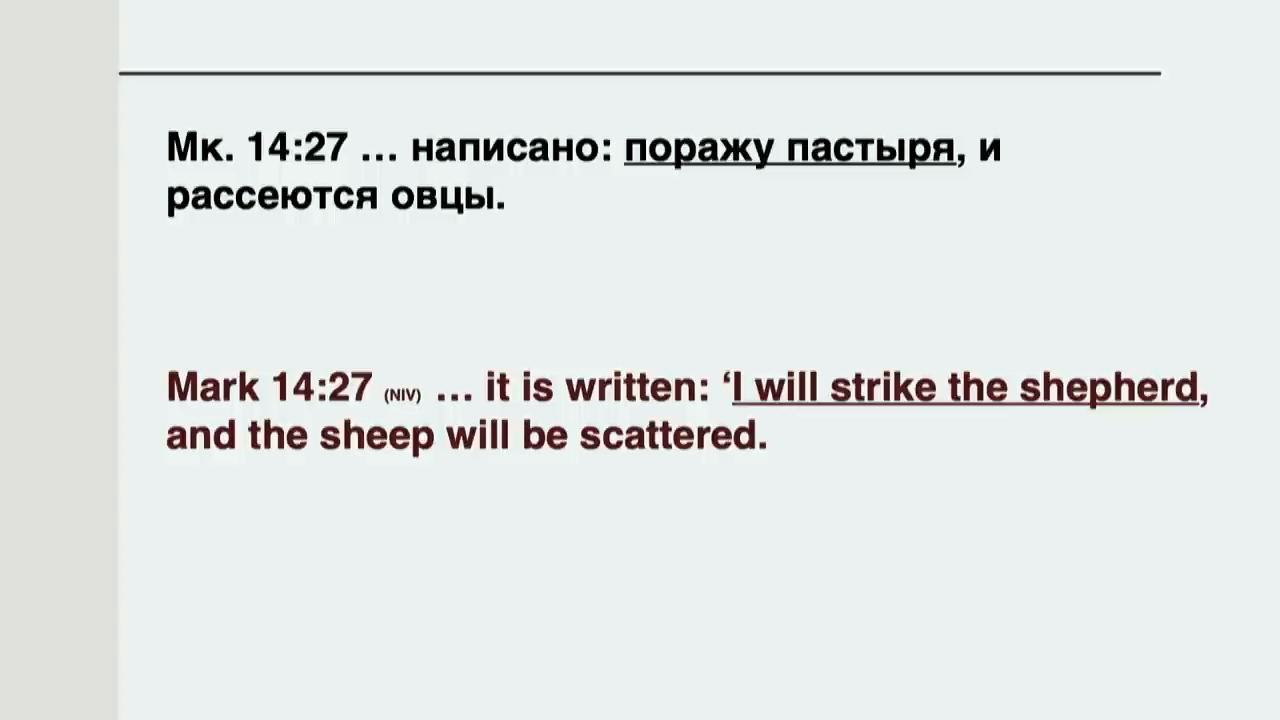 Мк. 14:27 … написано: поражу пастыря, и
рассеются овцы.
Mark 14:27 (NIV) … it is written: ‘I will strike the shepherd,
and the sheep will be scattered.